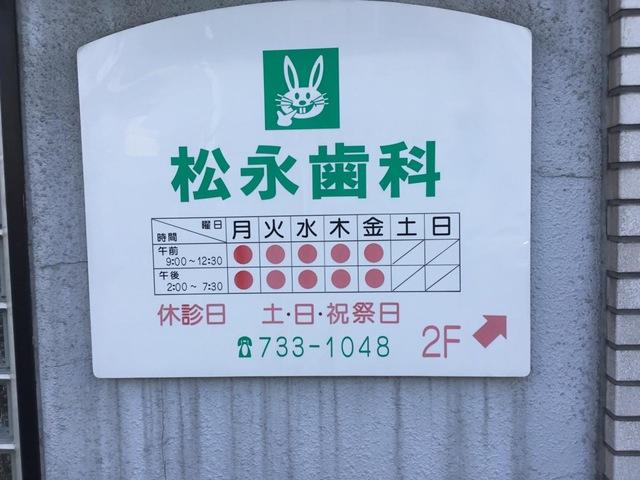 松永歯科
曜日 月 火 水 木 金 土 日
時間
午前
9:00〜12:30
午後
2:00〜7:30
休診日 土・日・祝祭日
☎733-1048 2F